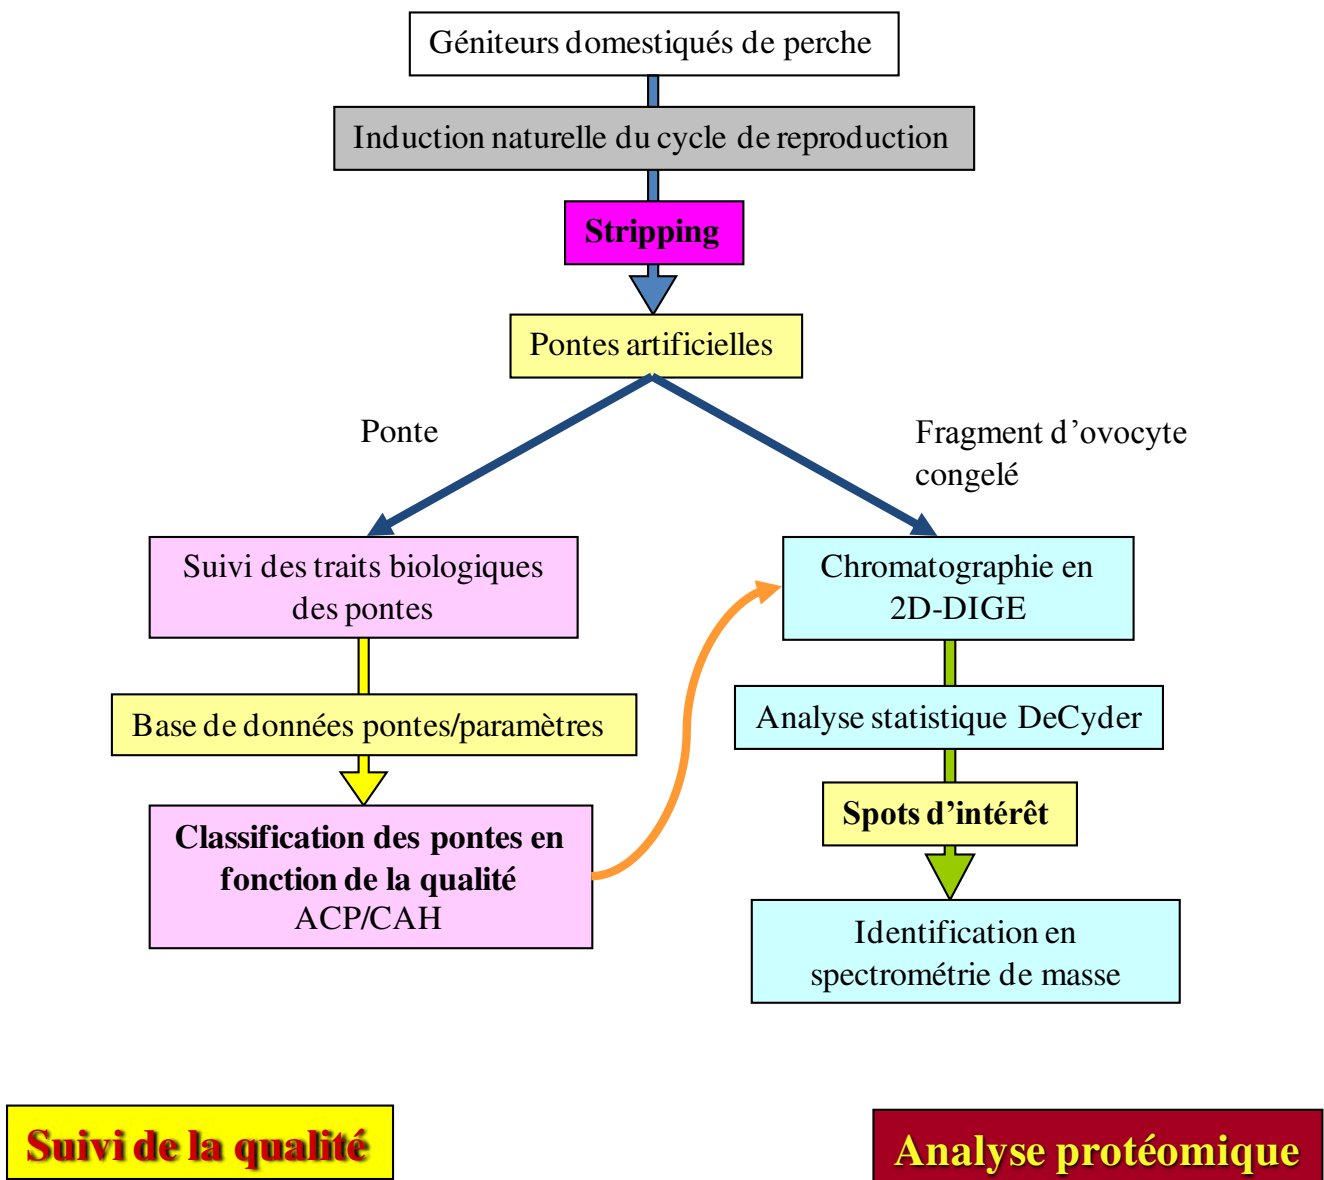 Géniteurs domestiqués de perche
Induction naturelle du cycle de reproduction
Stripping
Pontes artificielles
Ponte
Fragment d’ovocyte
congelé
Suivi des traits biologiques
des pontes
Base de données pontes/paramètres
Classification des pontes en
fonction de la qualité
ACP/CAH
Chromatographie en
2D-DIGE
Analyse statistique DeCyder
Spots d’intérêt
Identification en
spectrométrie de masse
Suivi de la qualité
Analyse protéomique